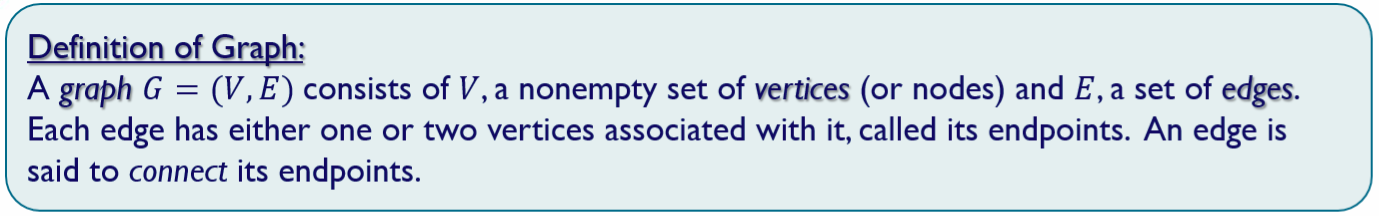 Definition of Graph:
A graph G = (V, E) consists of V, a nonempty set of vertices (or nodes) and E, a set of edges.
Each edge has either one or two vertices associated with it, called its endpoints. An edge is
said to connect its endpoints.